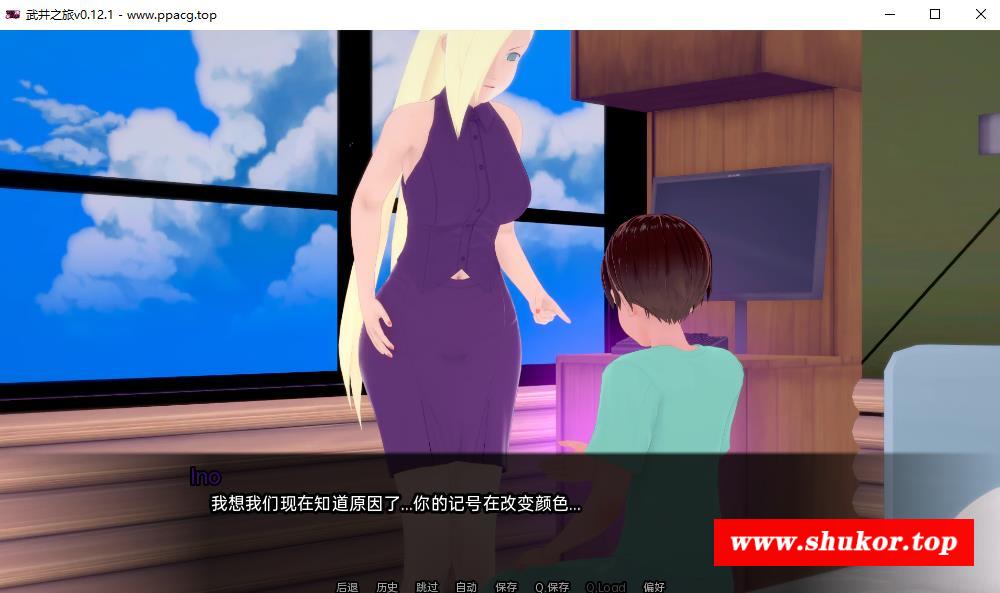 武井之旅v0.12.1 - www.ppacg.top
Ino
我想我们现在知道原因了...你的记号在改变颜色...
www.shukor.top
后退 历史 跳过 自动 保存 Q.保存 Q.Load 偏好